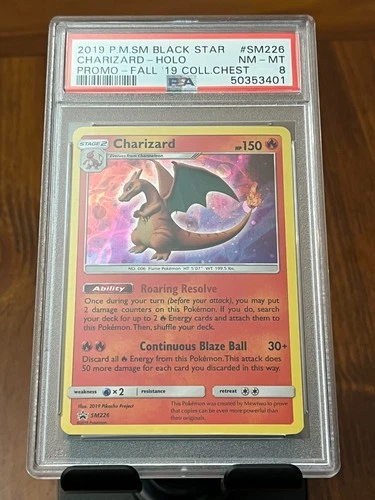 2019 P.M.SM BLACK STAR #SM226
CHARIZARD - HOLO NM - MT
PROMO - FALL '19 COLL.CHEST 8
PSA 50353401
STAGE 2 Charizard HP 150
Evolves from Charmeleon
NO. 006 Flame Pokémon HT 5'07" WT 199.5 lbs.
Ability Roaring Resolve
Once during your turn (before your attack), you may put
2 damage counters on this Pokémon. If you do, search
your deck for up to 2 Energy cards and attach them to
this Pokémon. Then, shuffle your deck.
Continuous Blaze Ball 30+
Discard all Energy from this Pokémon. This attack does
50 more damage for each card you discarded in this way.
weakness ×2 resistance retreat
Illus. 2019 Pikachu Project
SM226
©2019 Pokémon
This Pokémon was created by Mewtwo to prove
that copies can be even more powerful than
their originals.